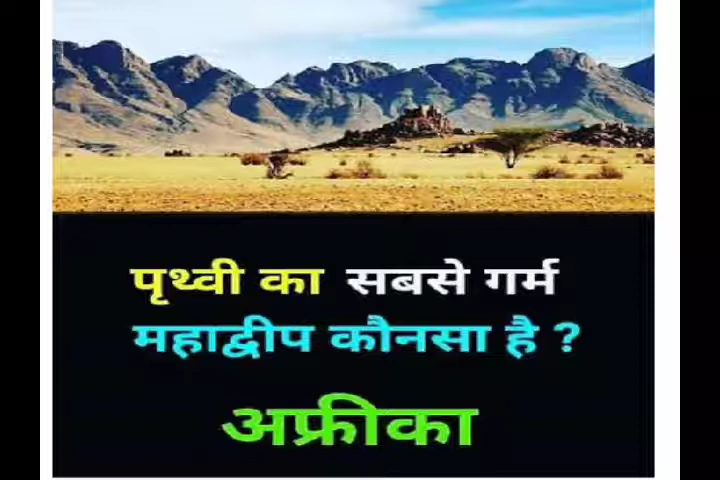 पृथ्वी का सबसे गर्म
महाद्वीप कौनसा है ?
अफ्रीका